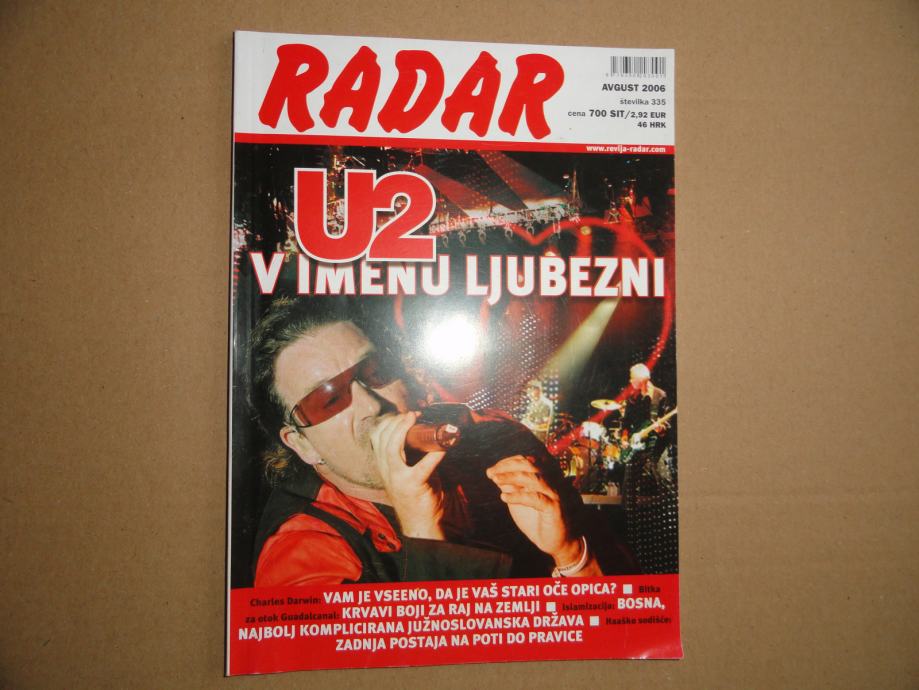 RADAR
AVGUST 2006
številka 335
cena 700 SIT/2,92 EUR
46 HRK
www.revija-radar.com
U2
V IMENU LJUBEZNI
Charles Darwin: VAM JE VSEENO, DA JE VAŠ STARI OČE OPICA? ■ Bitka
za otok Guadalcanal: KRVAVI BOJI ZA RAJ NA ZEMLJI ■ Islamizacija: BOSNA,
NAJBOLJ KOMPLICIRANA JUŽNOSLOVANSKA DRŽAVA ■ Haaško sodišče:
ZADNJA POSTAJA NA POTI DO PRAVICE